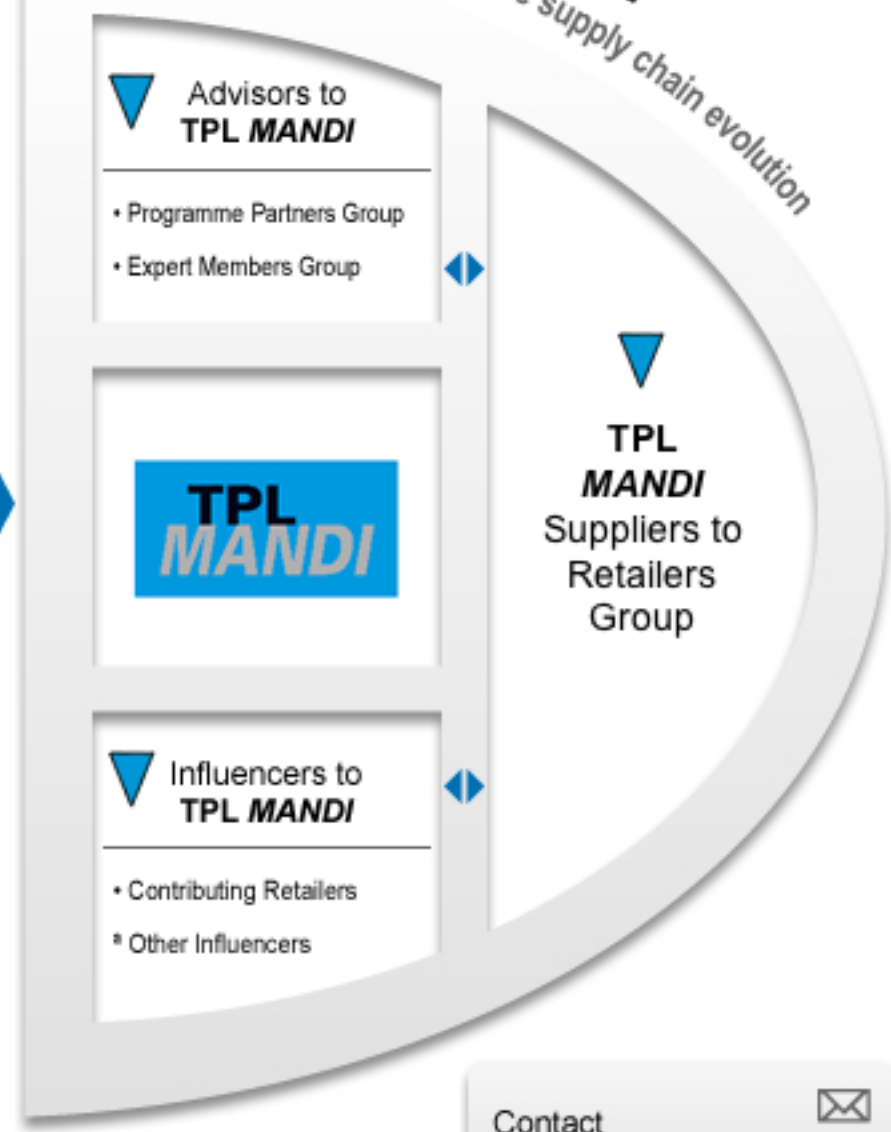 supply chain evolution
Advisors to
TPL MANDI
• Programme Partners Group
• Expert Members Group
TPL
MANDI
TPL
MANDI
Suppliers to
Retailers
Group
Influencers to
TPL MANDI
• Contributing Retailers
• Other Influencers
Contact